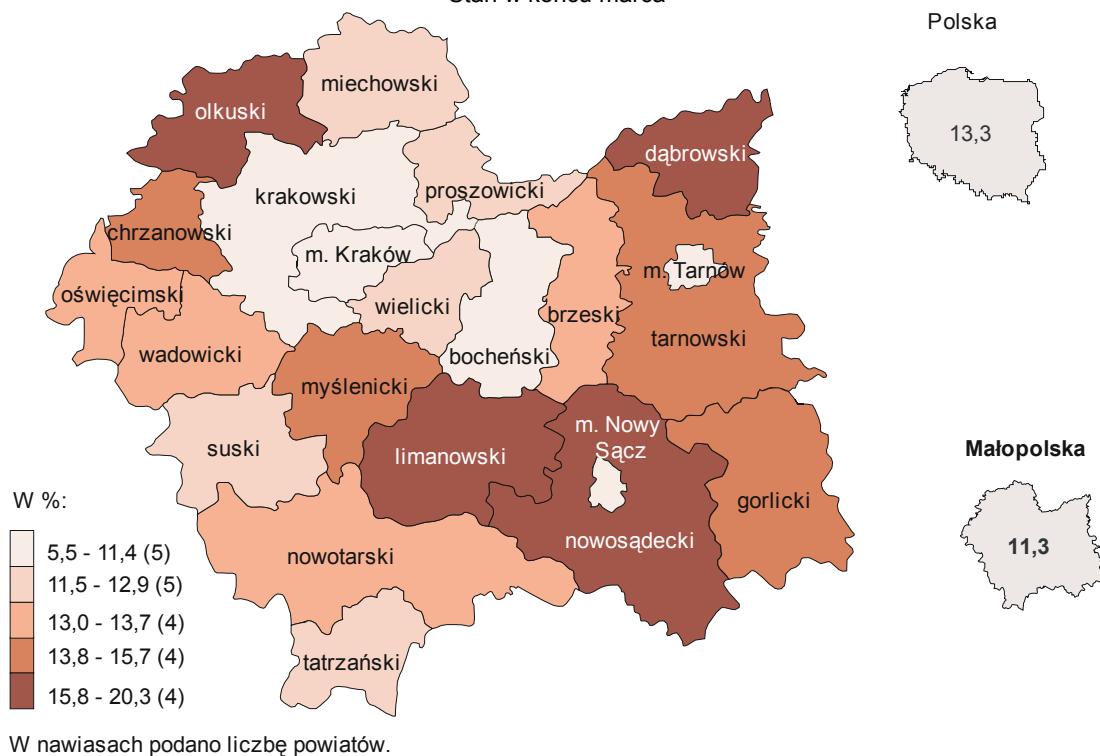 Stan w końcu marca
Polska
13,3
miechowski
olkuski
dąbrowski
krakowski
proszowicki
chrzanowski
m. Kraków
m. Tarnów
oświęcimski
wielicki
brzeski
tarnowski
wadowicki
bocheński
myślenicki
m. Nowy
Sącz
suski
limanowski
gorlicki
nowosądecki
nowotarski
tatrzański
Małopolska
11,3
W %:
5,5 - 11,4 (5)
11,5 - 12,9 (5)
13,0 - 13,7 (4)
13,8 - 15,7 (4)
15,8 - 20,3 (4)
W nawiasach podano liczbę powiatów.